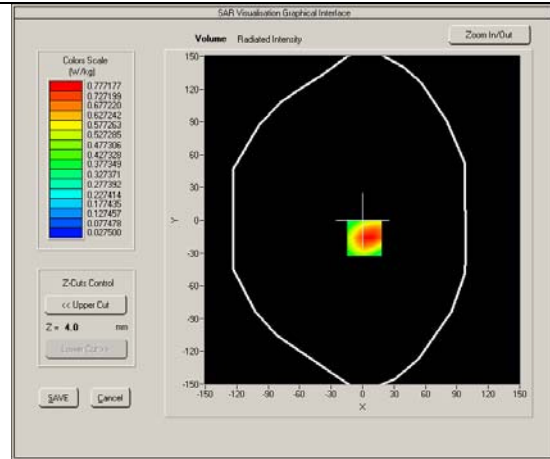 SAR Visualisation Graphical Interface
Volume Radiated Intensity
Zoom In/Out
Colors Scale
(W/kg)
0.777177
0.727199
0.677220
0.627242
0.577263
0.527285
0.477306
0.427328
0.377349
0.327371
0.277392
0.227414
0.177435
0.127457
0.077478
0.027500
Z-Cuts Control
<< Upper Cut
Z = 4.0 mm
SAVE
Cancel
150
120
90
60
30
0
-30
-60
-90
-120
-150
Y
-150 -120 -90 -60 -30 0 30 60 90 120 150
X